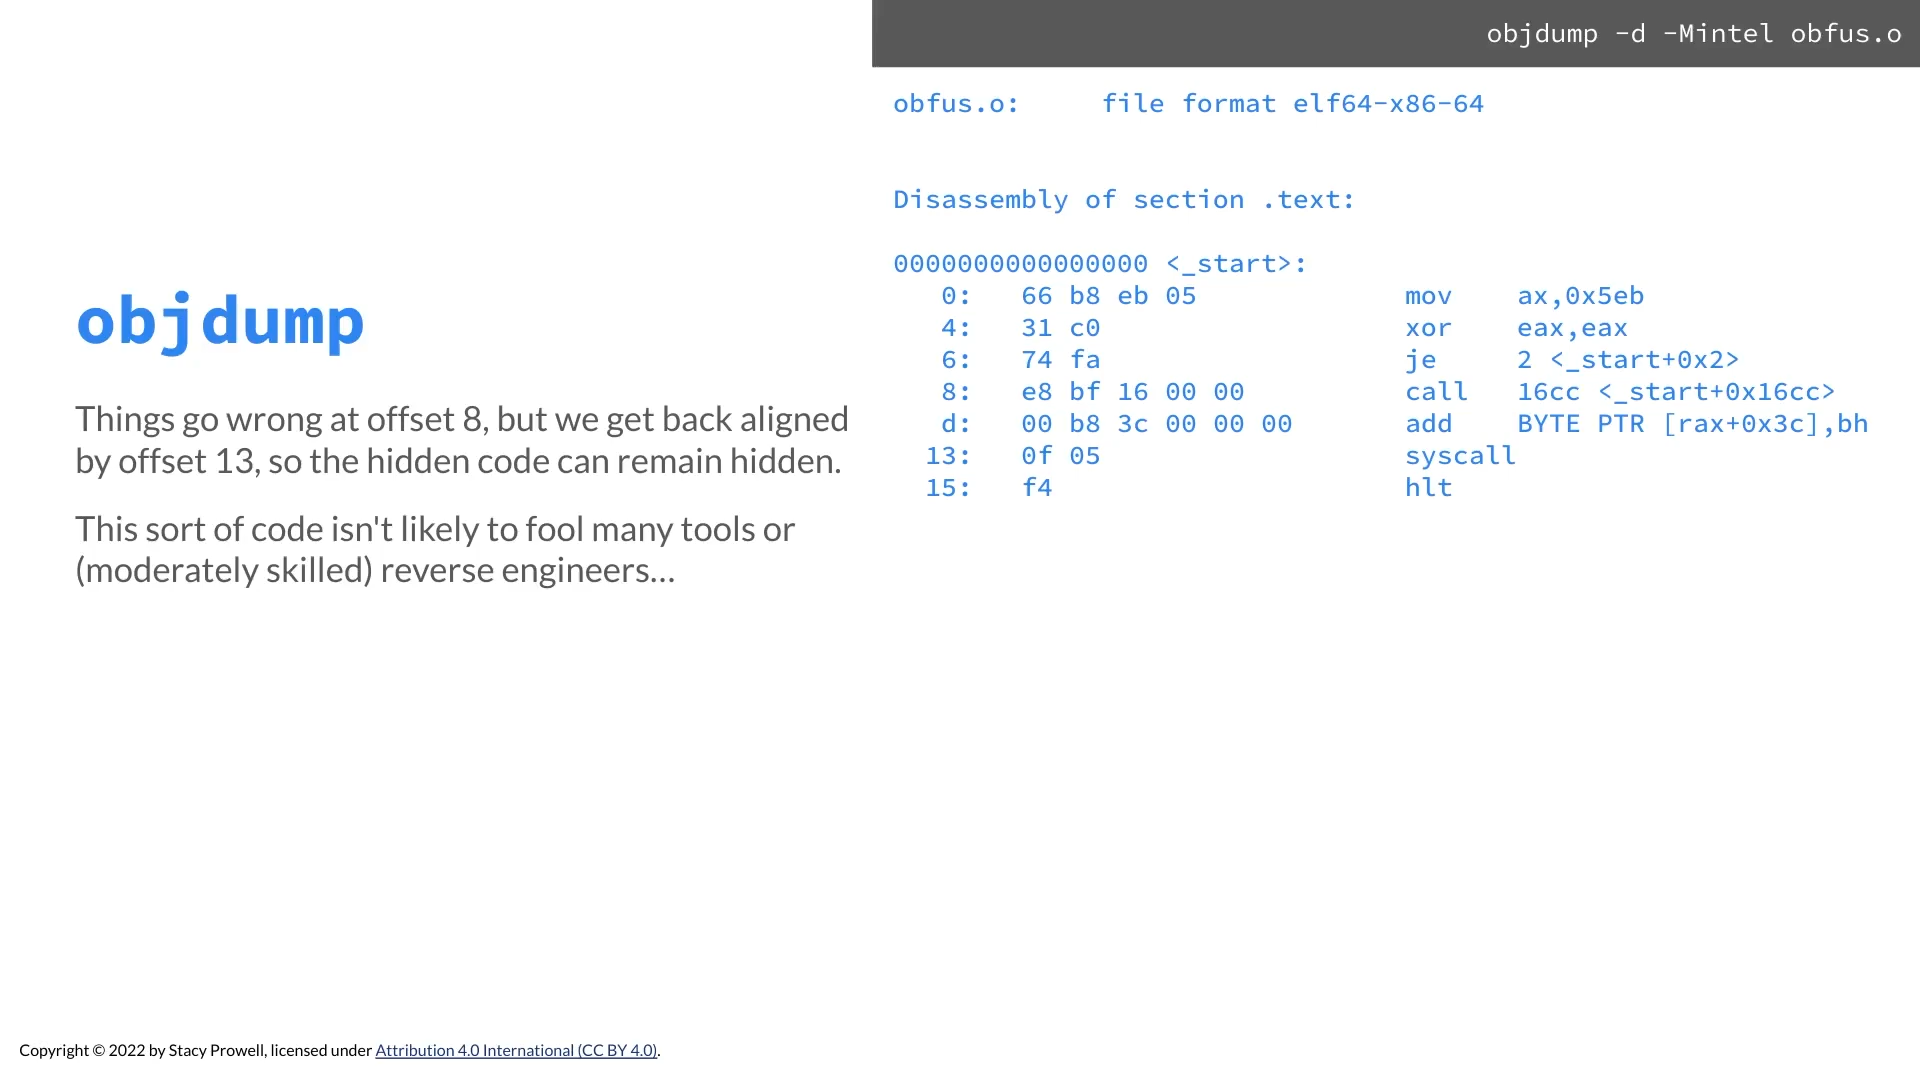 objdump -d -Mintel obfus.o
objdump
Things go wrong at offset 8, but we get back aligned
by offset 13, so the hidden code can remain hidden.
This sort of code isn't likely to fool many tools or
(moderately skilled) reverse engineers...
obfus.o:     file format elf64-x86-64
Disassembly of section .text:
0000000000000000 <_start>:
   0:   66 b8 eb 05             mov    ax,0x5eb
   4:   31 c0                   xor    eax,eax
   6:   74 fa                   je     2 <_start+0x2>
   8:   e8 bf 16 00 00          call   16cc <_start+0x16cc>
   d:   00 b8 3c 00 00 00       add    BYTE PTR [rax+0x3c],bh
  13:   0f 05                   syscall
  15:   f4                      hlt
Copyright © 2022 by Stacy Prowell, licensed under Attribution 4.0 International (CC BY 4.0).